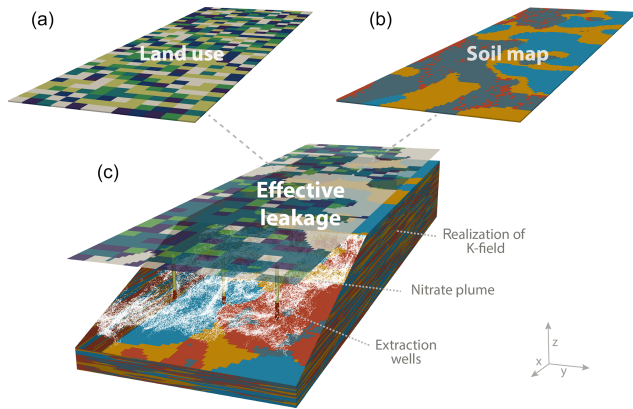 (a)
Land use
(b)
Soil map
(c)
Effective
leakage
Realization of
K-field
Nitrate plume
Extraction
wells
z
x
y